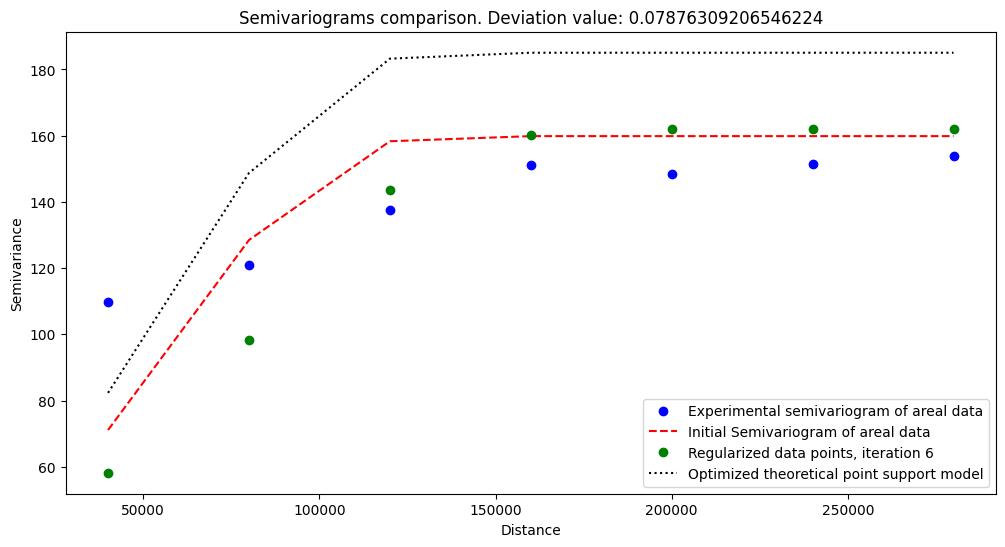 Semivariograms comparison. Deviation value: 0.07876309206546224
Semivariance
180
160
140
120
100
80
60
Experimental semivariogram of areal data
Initial Semivariogram of areal data
Regularized data points, iteration 6
Optimized theoretical point support model
50000
100000
150000
200000
250000
Distance